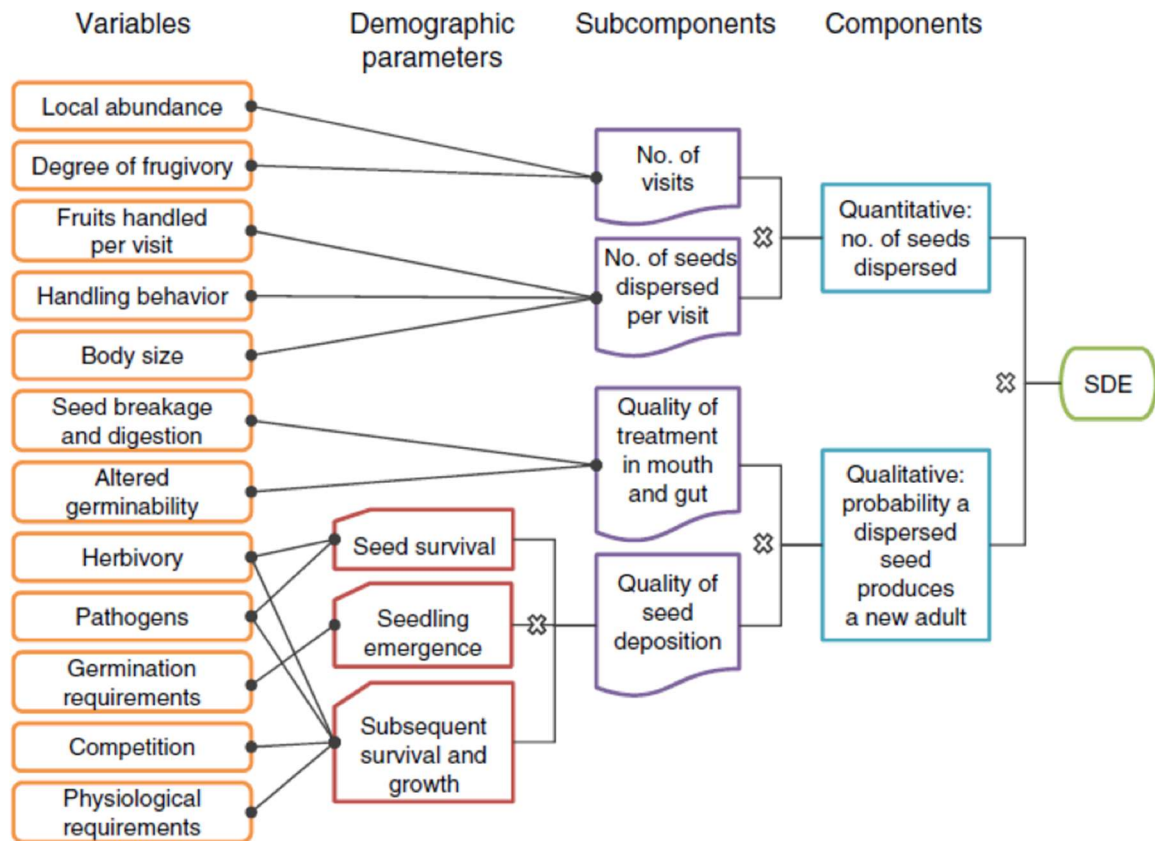 Variables
Demographic
parameters
Subcomponents
Components
Local abundance
Degree of frugivory
Fruits handled
per visit
Handling behavior
Body size
Seed breakage
and digestion
Altered
germinability
Herbivory
Pathogens
Germination
requirements
Competition
Physiological
requirements
Seed survival
Seedling
emergence
Subsequent
survival and
growth
No. of
visits
No. of seeds
dispersed
per visit
Quality of
treatment
in mouth
and gut
Quality of
seed
deposition
Quantitative:
no. of seeds
dispersed
Qualitative:
probability a
dispersed
seed
produces
a new adult
SDE